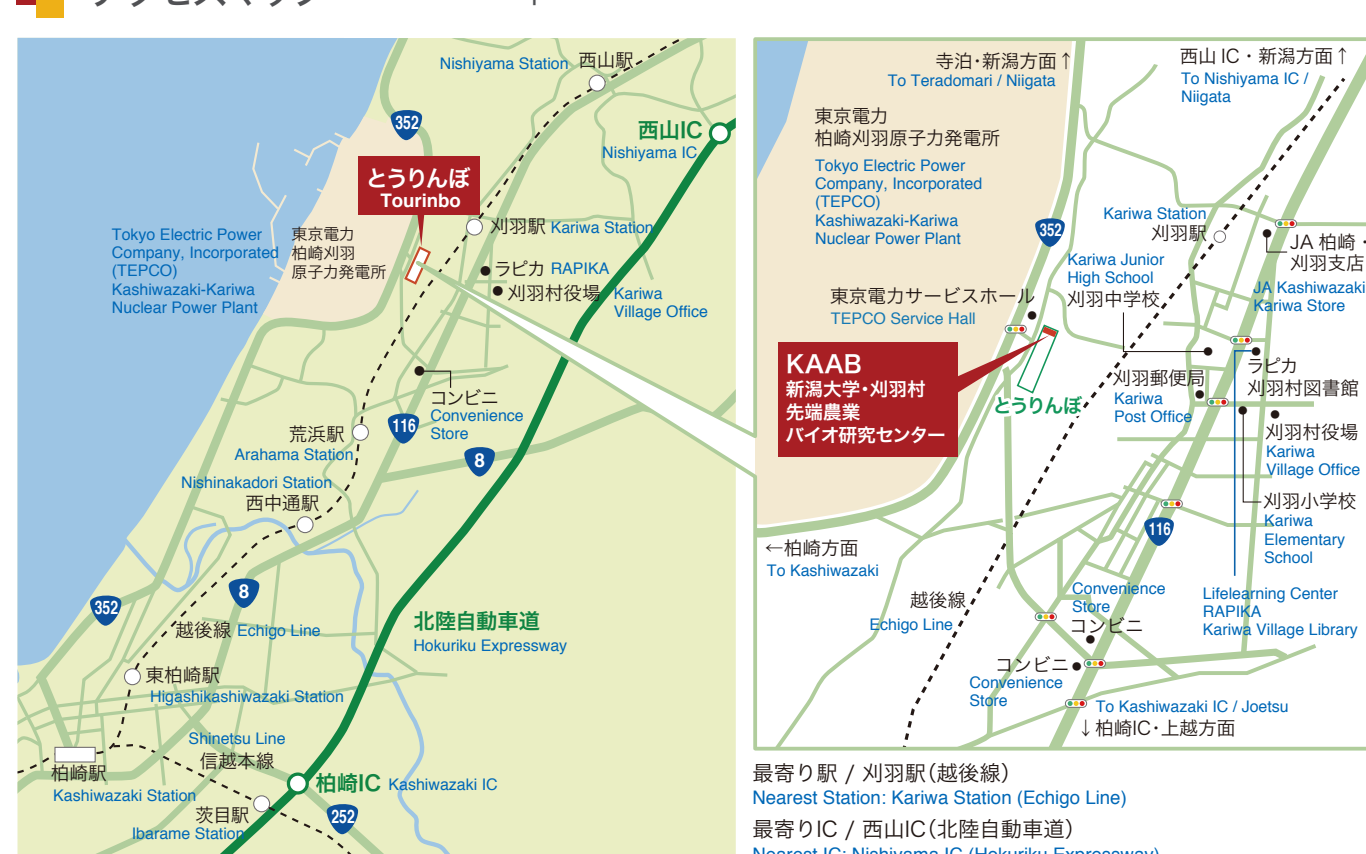 アクセスマップ
Nishiyama Station 西山駅
352
西山IC
Nishiyama IC
とうりんぼ
Tourinbo
刈羽駅 Kariwa Station
Tokyo Electric Power
Company, Incorporated
(TEPCO)
Kashiwazaki-Kariwa
Nuclear Power Plant
東京電力
柏崎刈羽
原子力発電所
ラピカ RAPIKA
刈羽村役場
Kariwa
Village Office
コンビニ
Convenience
Store
116
8
荒浜駅
Arahama Station
Nishinakadori Station
西中通駅
8
352
越後線 Echigo Line
北陸自動車道
Hokuriku Expressway
東柏崎駅
Higashikashiwazaki Station
Shinetsu Line
信越本線
柏崎駅
Kashiwazaki Station
柏崎IC Kashiwazaki IC
茨目駅
Ibarame Station
252
寺泊・新潟方面↑
To Teradomari / Niigata
西山 IC・新潟方面↑
To Nishiyama IC /
Niigata
東京電力
柏崎刈羽原子力発電所
Tokyo Electric Power
Company, Incorporated
(TEPCO)
Kashiwazaki-Kariwa
Nuclear Power Plant
352
Kariwa Station
刈羽駅
JA 柏崎・
刈羽支店
JA Kashiwazaki
Kariwa Store
Kariwa Junior
High School
刈羽中学校
東京電力サービスホール
TEPCO Service Hall
KAAB
新潟大学・刈羽村
先端農業
バイオ研究センター
とうりんぼ
刈羽郵便局
Kariwa
Post Office
ラピカ
刈羽村図書館
刈羽村役場
Kariwa
Village Office
刈羽小学校
Kariwa
Elementary
School
116
←柏崎方面
To Kashiwazaki
越後線
Echigo Line
Convenience
Store
コンビニ
Lifelearning Center
RAPIKA
Kariwa Village Library
コンビニ
Convenience
Store
To Kashiwazaki IC / Joetsu
↓柏崎IC・上越方面
最寄り駅 / 刈羽駅（越後線）
Nearest Station: Kariwa Station (Echigo Line)
最寄りIC / 西山IC（北陸自動車道）
Nearest IC: Nishiyama IC (Hokuriku Expressway)